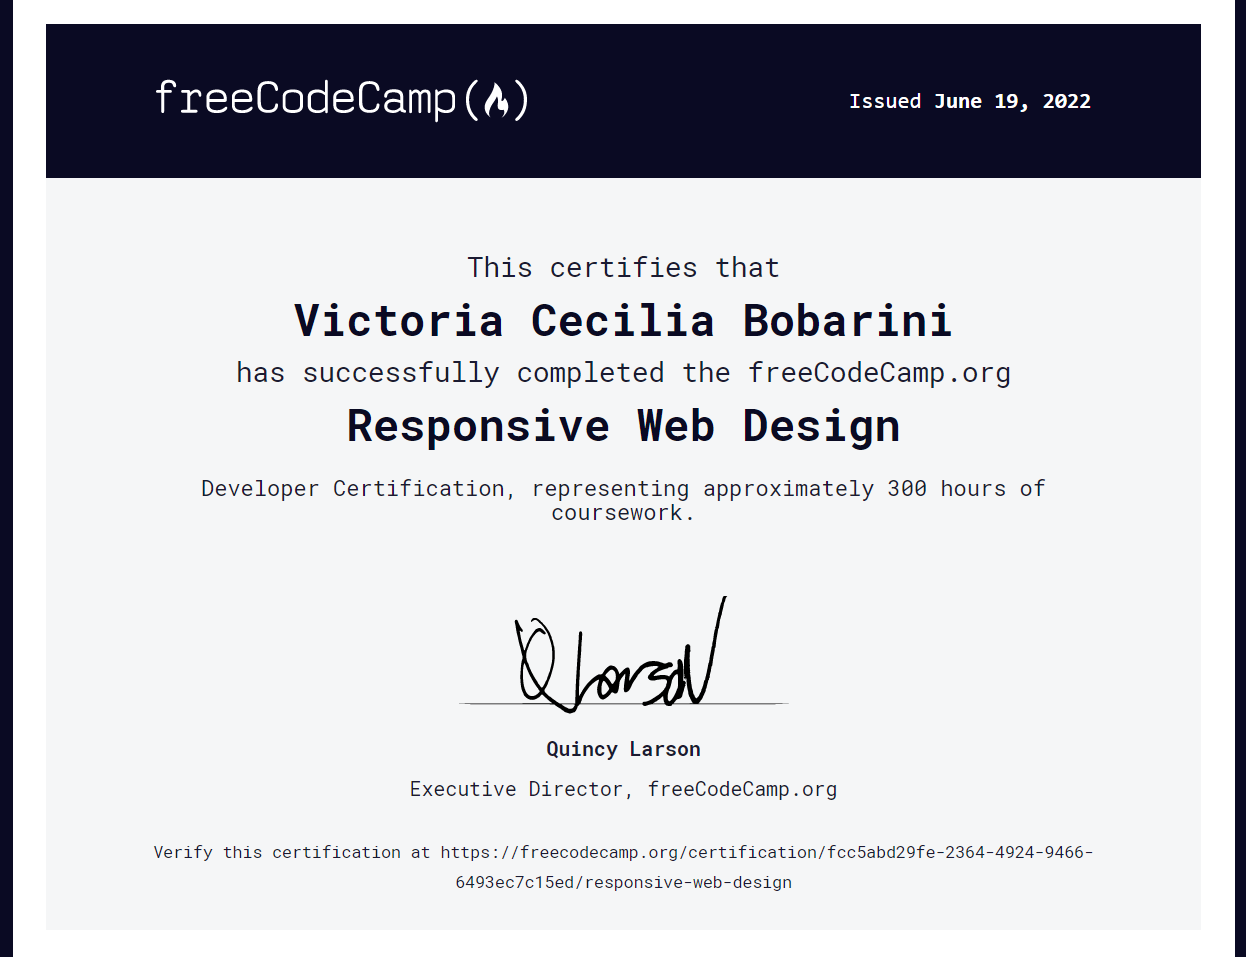 freeCodeCamp
Issued June 19, 2022
This certifies that
Victoria Cecilia Bobarini
has successfully completed the freeCodeCamp.org
Responsive Web Design
Developer Certification, representing approximately 300 hours of
coursework.
Q Larson
Quincy Larson
Executive Director, freeCodeCamp.org
Verify this certification at https://freecodecamp.org/certification/fcc5abd29fe-2364-4924-9466-
6493ec7c15ed/responsive-web-design